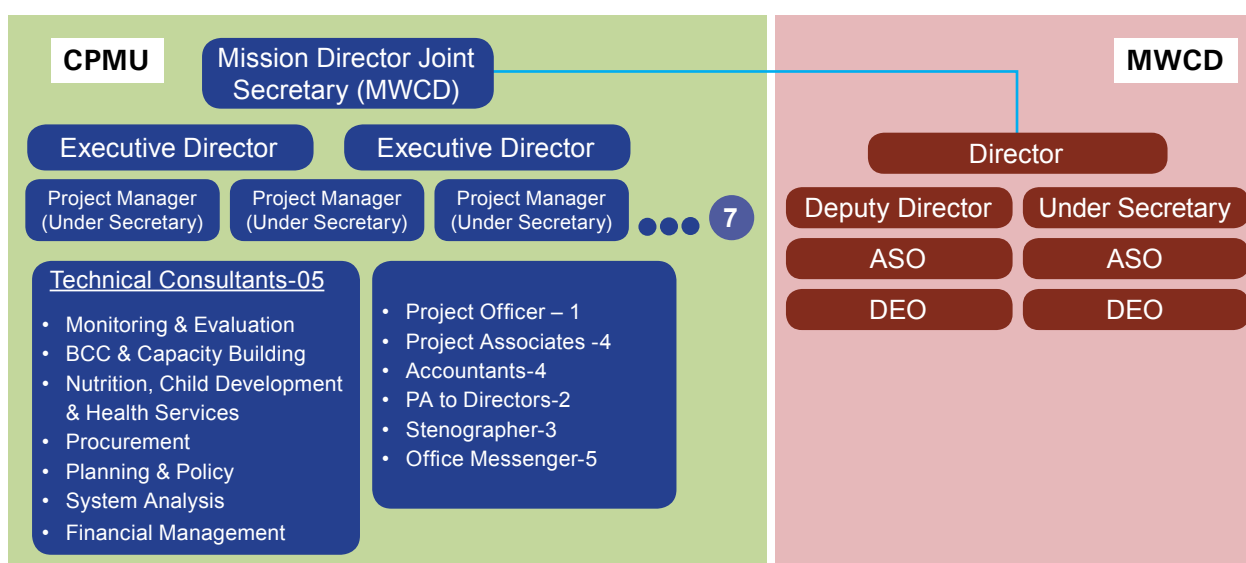 CPMU
Mission Director Joint
Secretary (MWCD)
MWCD
Executive Director
Executive Director
Director
Project Manager
(Under Secretary)
Project Manager
(Under Secretary)
Project Manager
(Under Secretary)
7
Deputy Director
Under Secretary
ASO
ASO
DEO
DEO
Technical Consultants-05
• Monitoring & Evaluation
• BCC & Capacity Building
• Nutrition, Child Development
& Health Services
• Procurement
• Planning & Policy
• System Analysis
• Financial Management
• Project Officer – 1
• Project Associates -4
• Accountants-4
• PA to Directors-2
• Stenographer-3
• Office Messenger-5